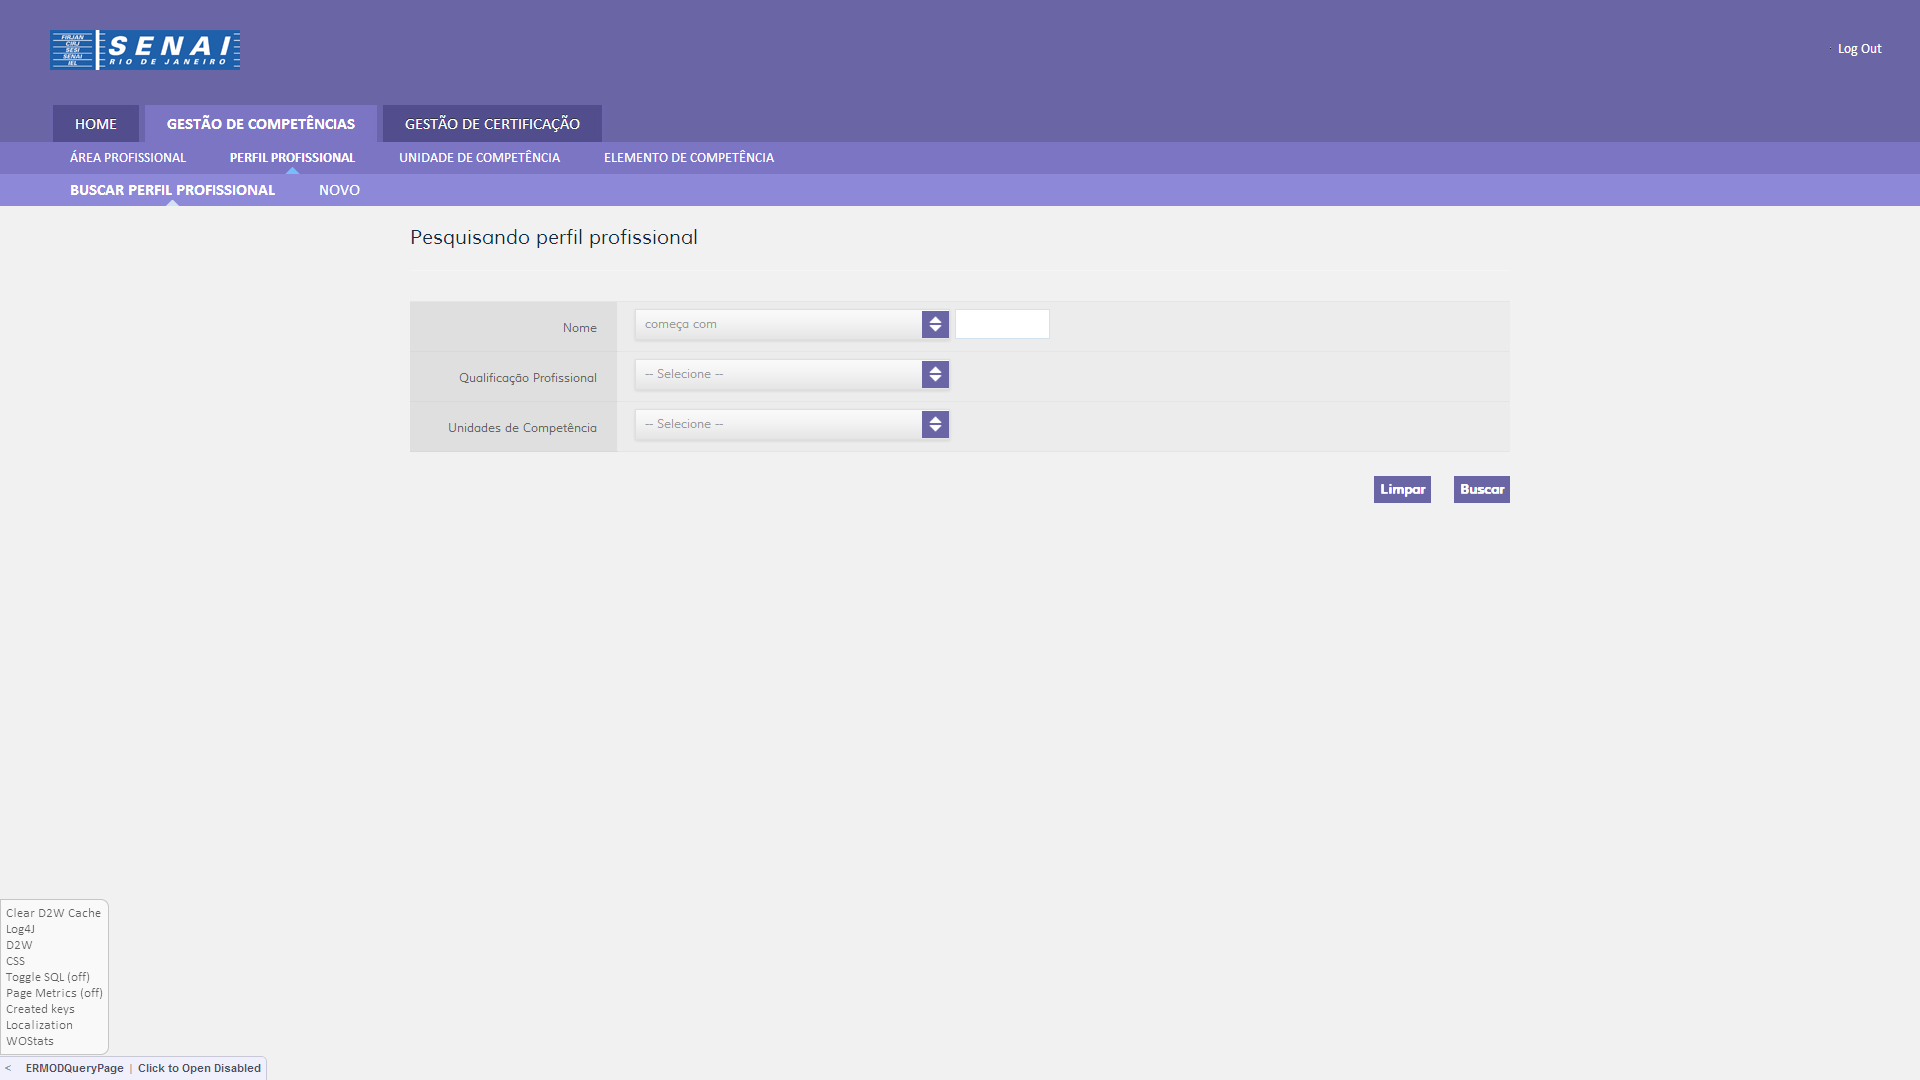 FIRJAN
CIRJ
SESI
SENAI
IEL
SENAI
RIO DE JANEIRO
Log Out
HOME
GESTÃO DE COMPETÊNCIAS
GESTÃO DE CERTIFICAÇÃO
ÁREA PROFISSIONAL
PERFIL PROFISSIONAL
UNIDADE DE COMPETÊNCIA
ELEMENTO DE COMPETÊNCIA
BUSCAR PERFIL PROFISSIONAL
NOVO
Pesquisando perfil profissional
Nome
começa com
Qualificação Profissional
-- Selecione --
Unidades de Competência
-- Selecione --
Limpar
Buscar
Clear D2W Cache
Log4J
D2W
CSS
Toggle SQL (off)
Page Metrics (off)
Created keys
Localization
WOStats
< ERMODQueryPage | Click to Open Disabled